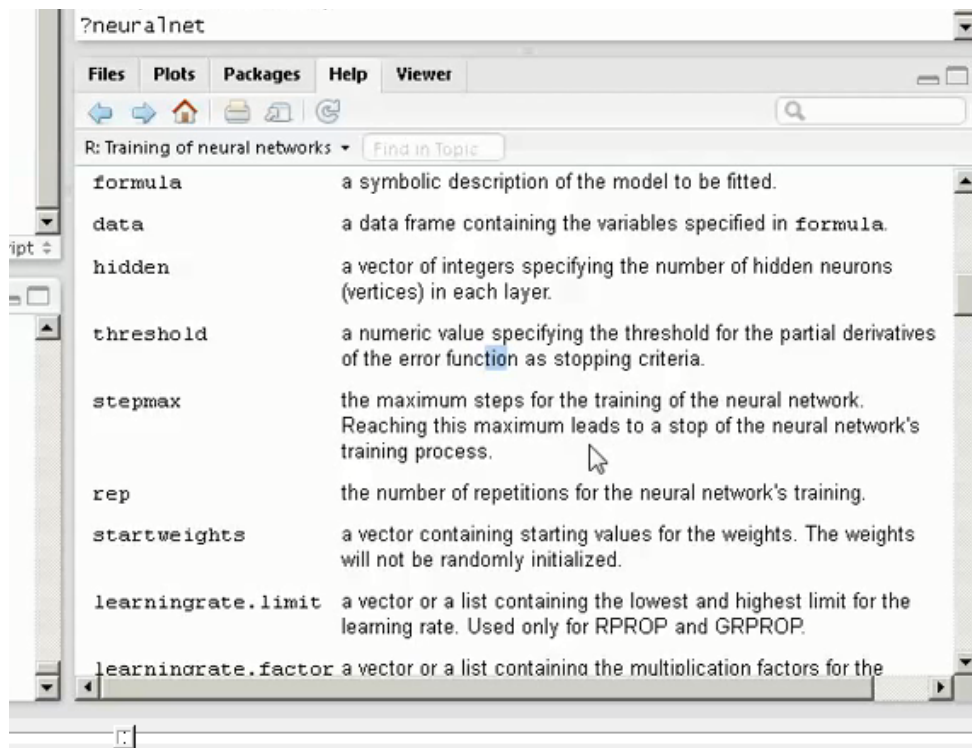 ?neuralnet
Files Plots Packages Help Viewer
R: Training of neural networks Find in Topic
formula a symbolic description of the model to be fitted.
data a data frame containing the variables specified in formula.
ipt
hidden a vector of integers specifying the number of hidden neurons
(vertices) in each layer.
threshold a numeric value specifying the threshold for the partial derivatives
of the error function as stopping criteria.
stepmax the maximum steps for the training of the neural network.
Reaching this maximum leads to a stop of the neural network's
training process.
rep the number of repetitions for the neural network's training.
startweights a vector containing starting values for the weights. The weights
will not be randomly initialized.
learningrate.limit a vector or a list containing the lowest and highest limit for the
learning rate. Used only for RPROP and GRPROP.
learningrate.factor a vector or a list containing the multiplication factors for the